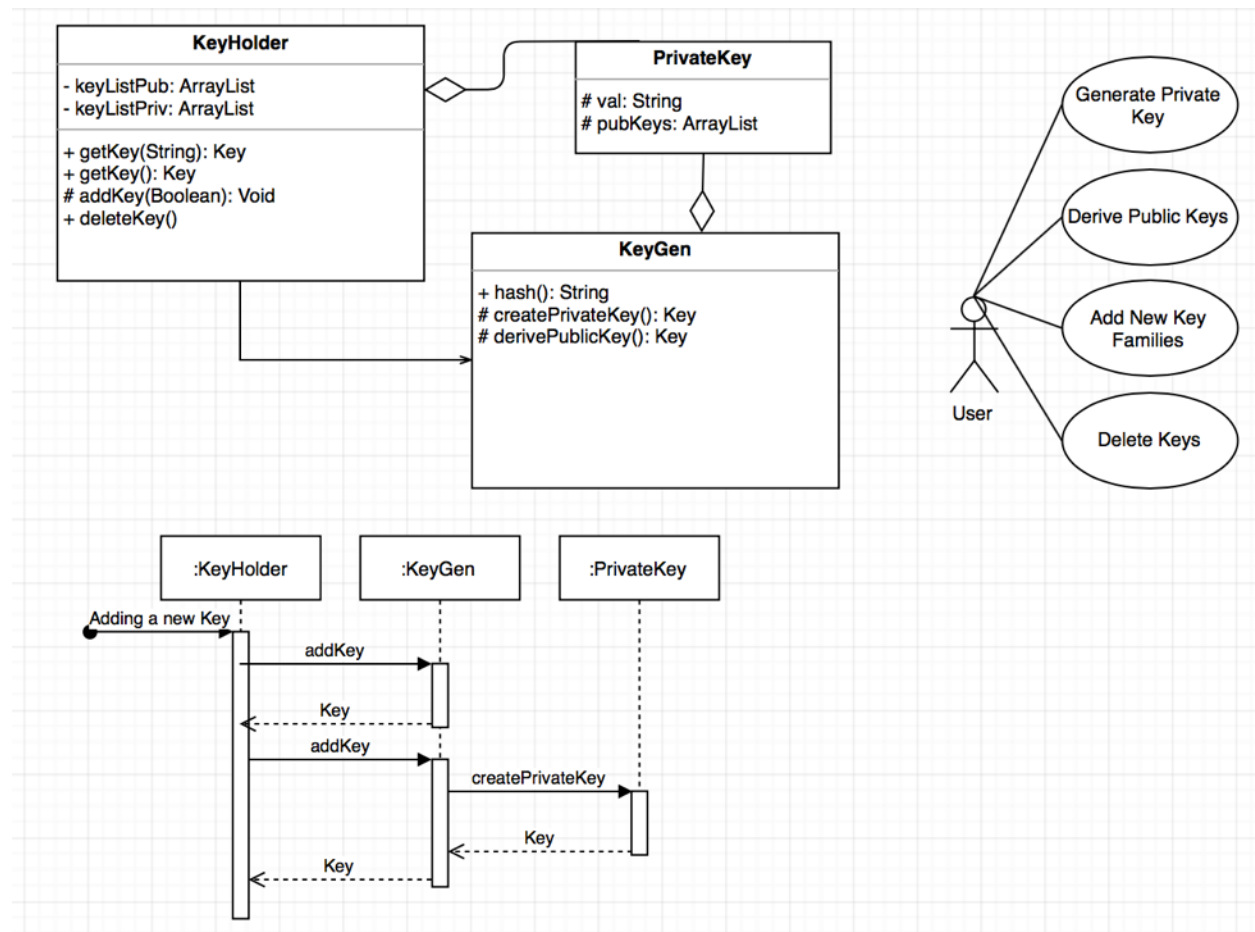 KeyHolder
- keyListPub: ArrayList
- keyListPriv: ArrayList
+ getKey(String): Key
+ getKey(): Key
# addKey(Boolean): Void
+ deleteKey()
PrivateKey
# val: String
# pubKeys: ArrayList
KeyGen
+ hash(): String
# createPrivateKey(): Key
# derivePublicKey(): Key
Generate Private
Key
Derive Public Keys
Add New Key
Families
Delete Keys
User
:KeyHolder
:KeyGen
:PrivateKey
Adding a new Key
addKey
Key
addKey
createPrivateKey
Key
Key